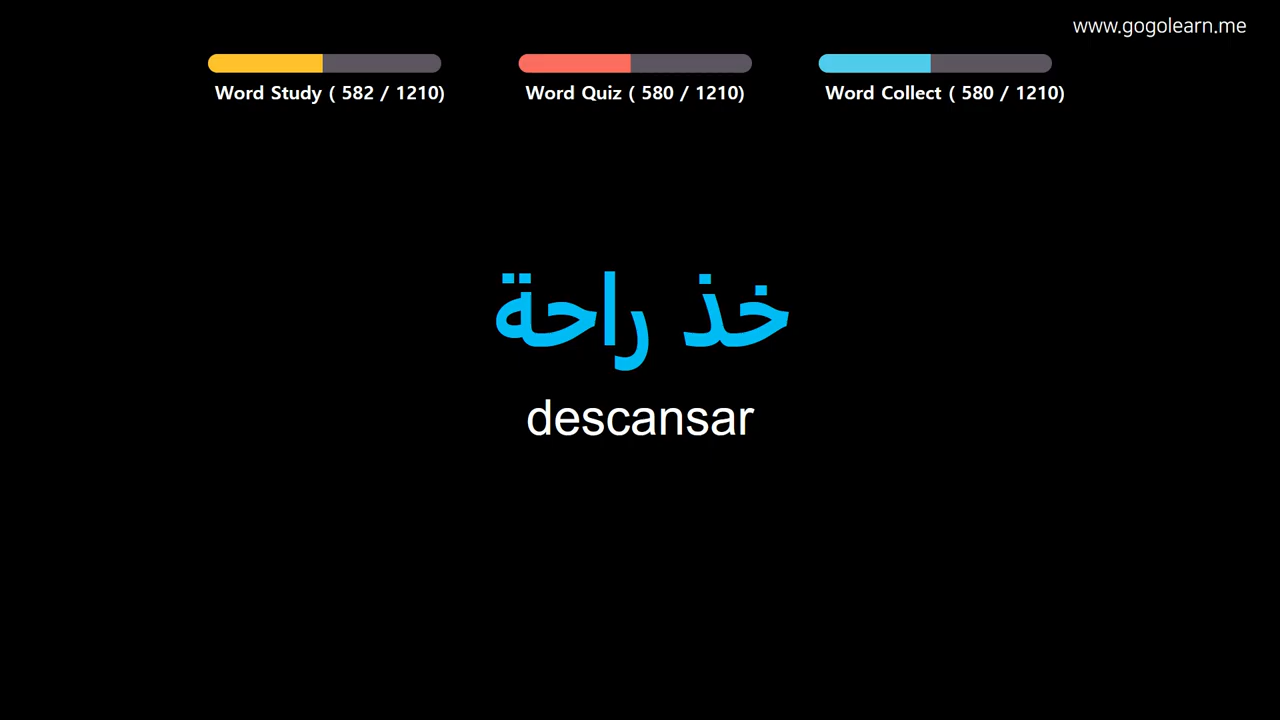 www.gogolearn.me
Word Study ( 582 / 1210)
Word Quiz ( 580 / 1210)
Word Collect ( 580 / 1210)
خذ راحة
descansar